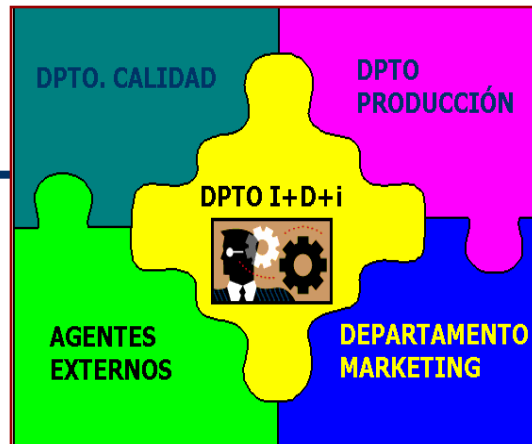 DPTO. CALIDAD
DPTO
PRODUCCIÓN
DPTO I+D+i
AGENTES
EXTERNOS
DEPARTAMENTO
MARKETING